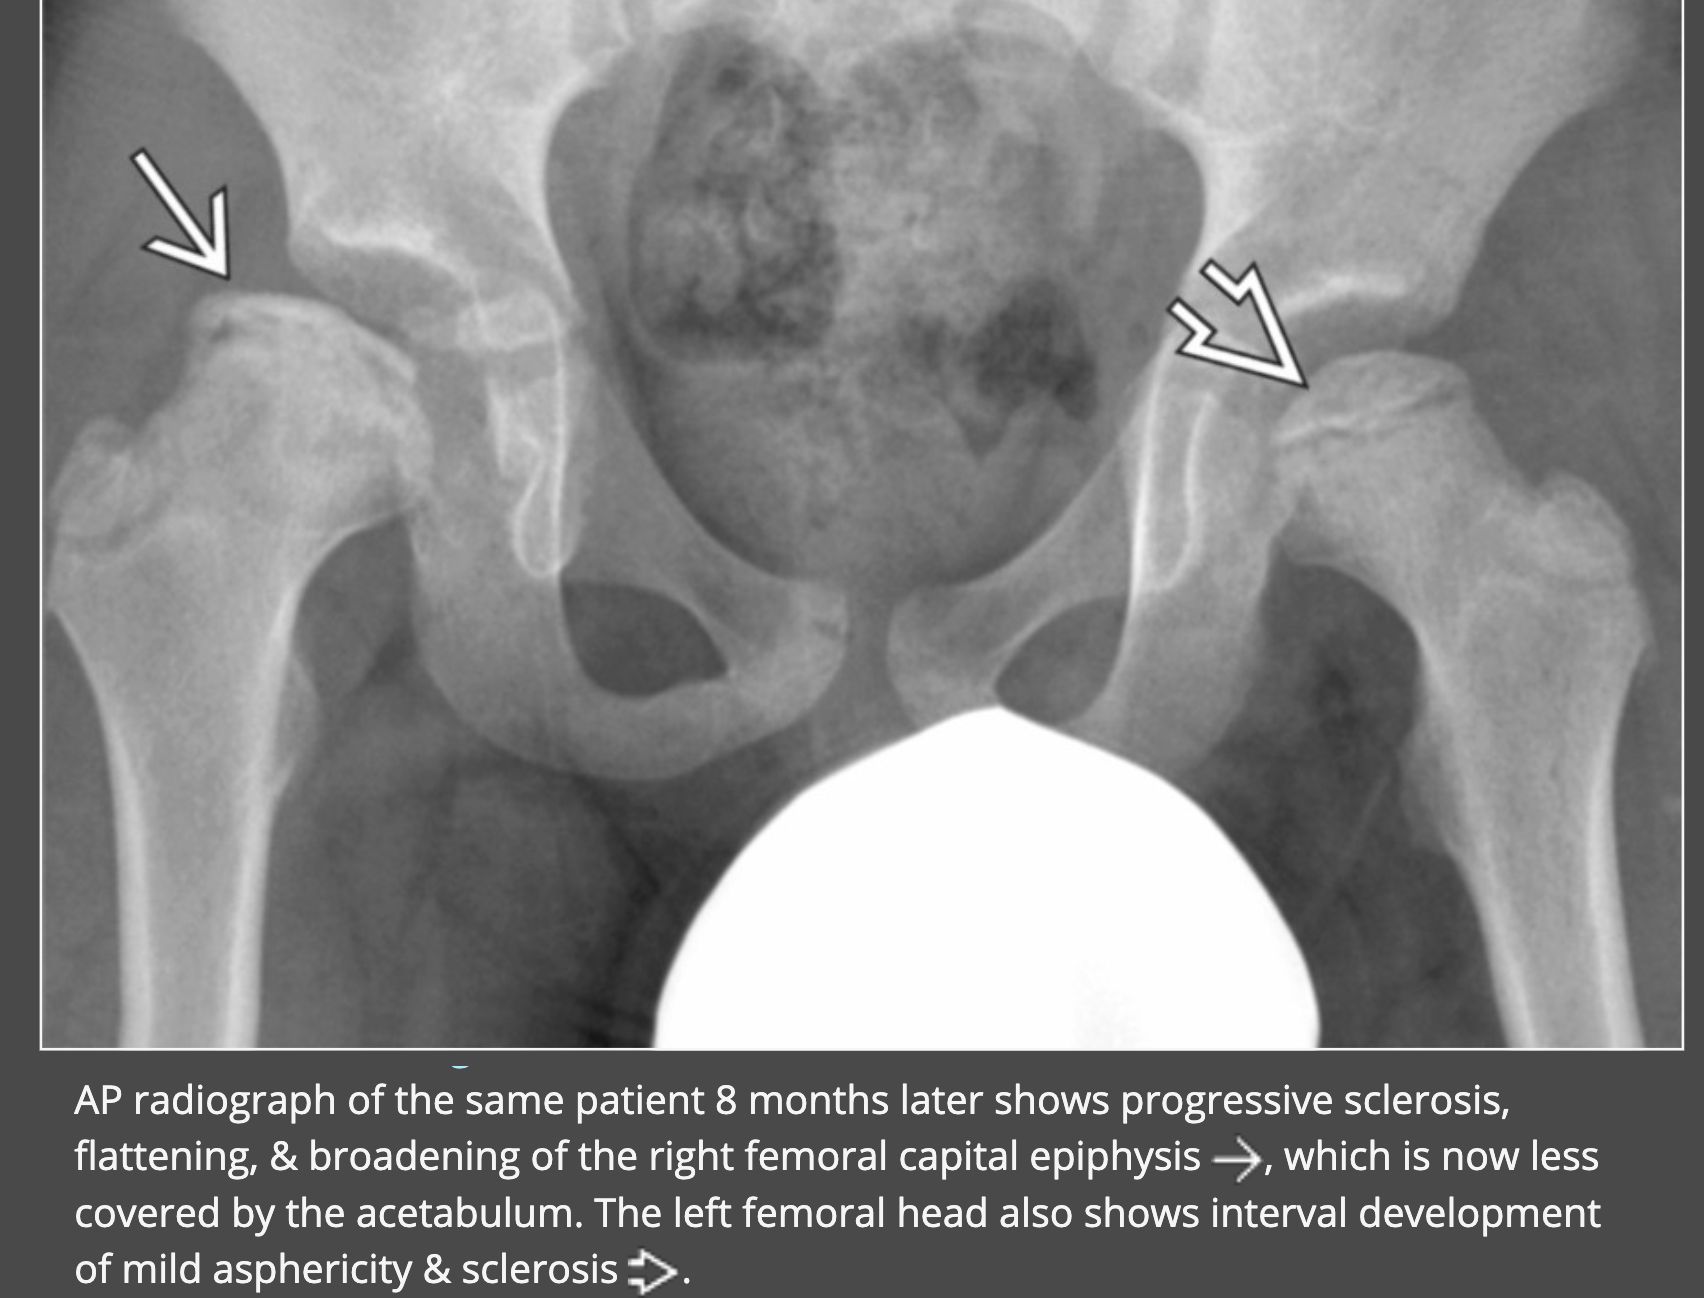 AP radiograph of the same patient 8 months later shows progressive sclerosis,
flattening, & broadening of the right femoral capital epiphysis →, which is now less
covered by the acetabulum. The left femoral head also shows interval development
of mild asphericity & sclerosis ⇨.